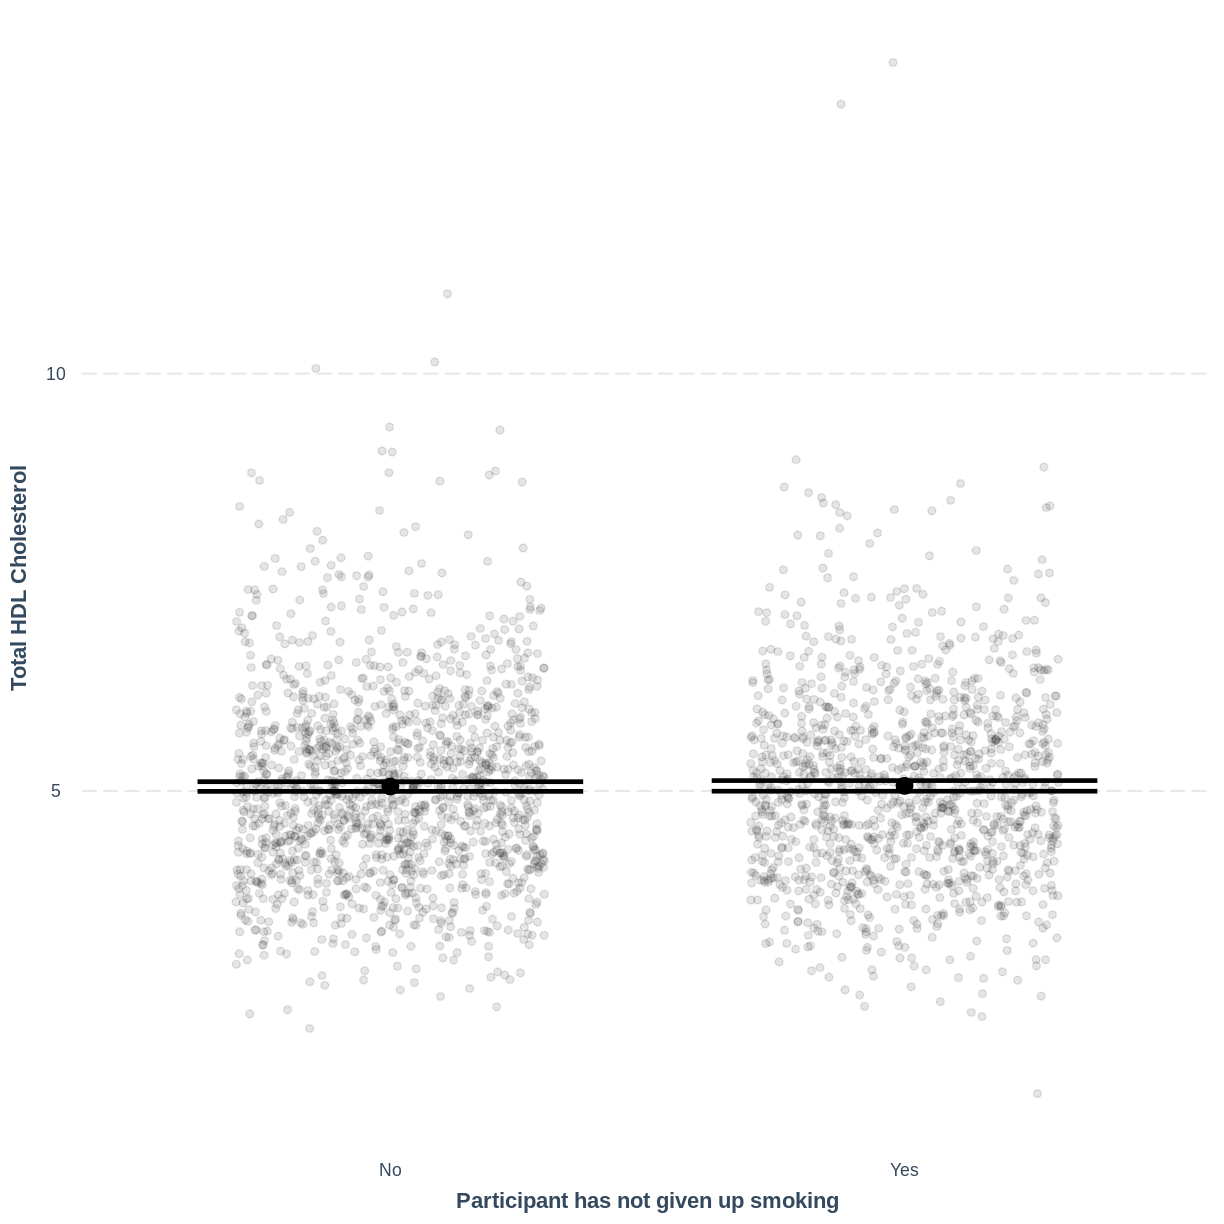 Total HDL Cholesterol
10
5
No
Yes
Participant has not given up smoking